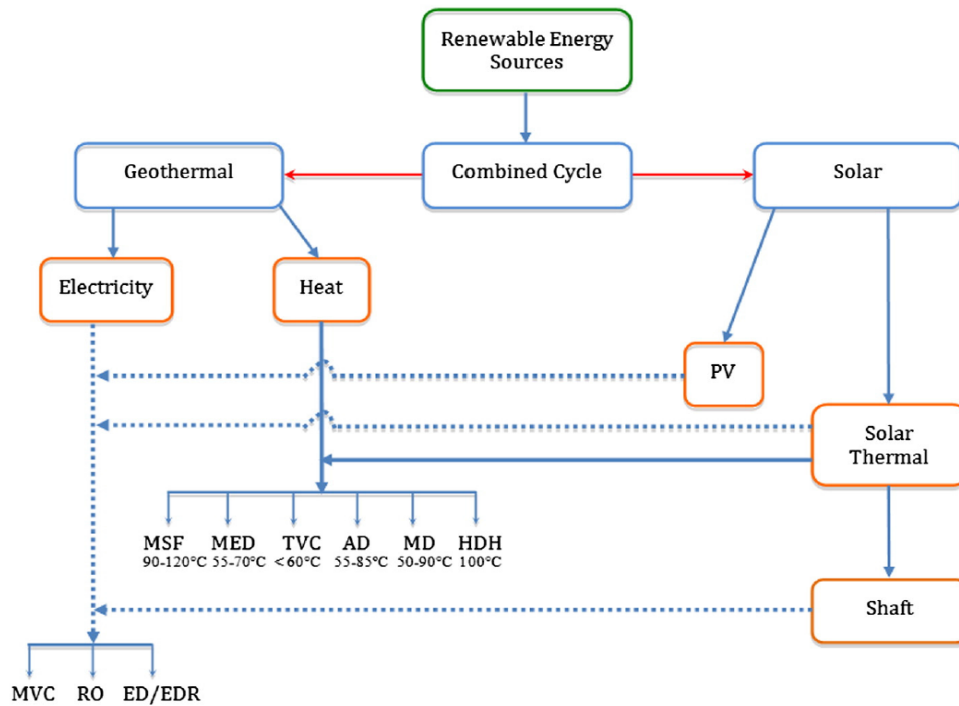 Renewable Energy
Sources
Geothermal
Combined Cycle
Solar
Electricity
Heat
PV
Solar
Thermal
MSF
MED
TVC
AD
MD
HDH
90-120°C
55-70°C
<60°C
55-85°C
50-90°C
100°C
Shaft
MVC
RO
ED/EDR